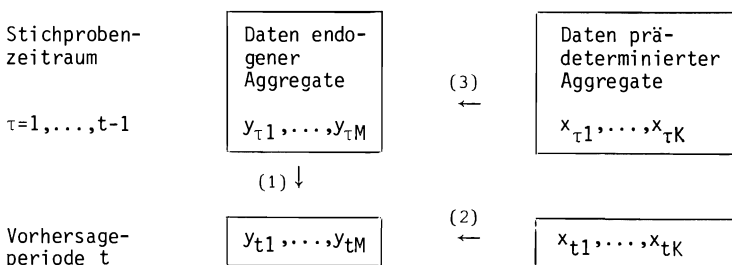 Stichproben-
zeitraum
τ=1,...,t-1
Daten endo-
gener
Aggregate
y_τ1,...,y_τM
(3)
←
Daten prä-
determinierter
Aggregate
x_τ1,...,x_τK
(1) ↓
Vorhersage-
periode t
y_t1,...,y_tM
(2)
←
x_t1,...,x_tK